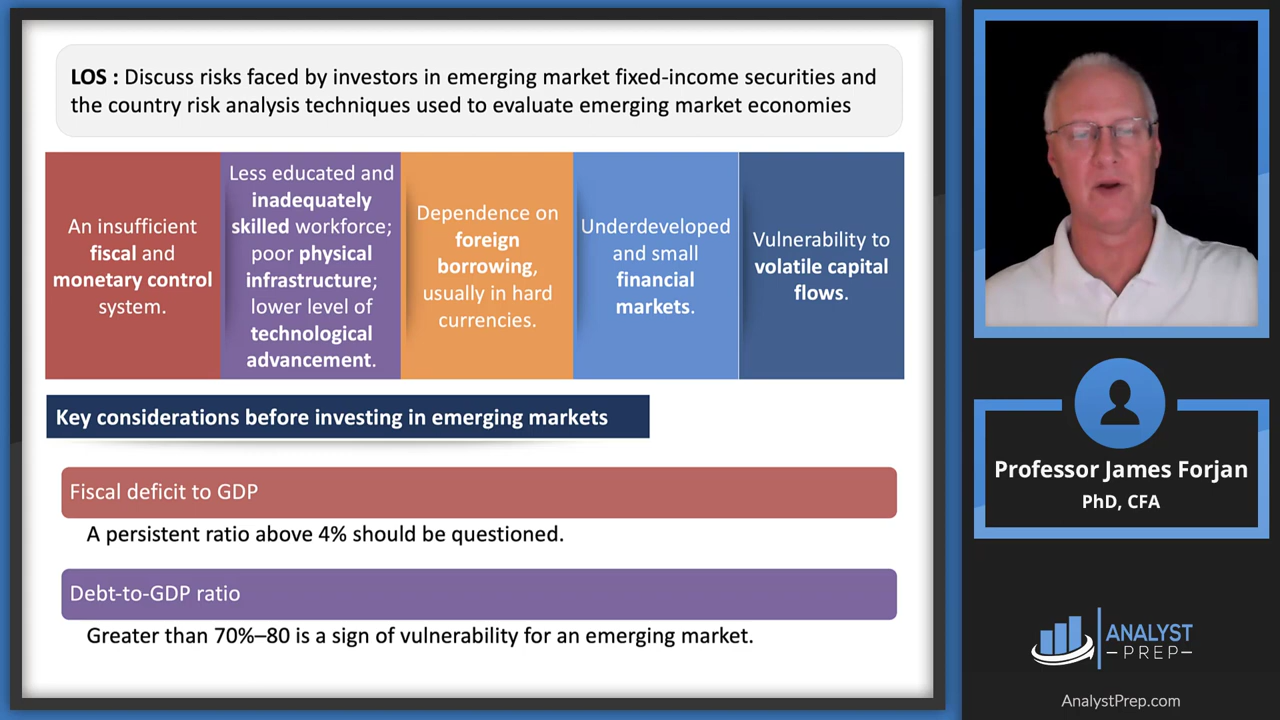 LOS : Discuss risks faced by investors in emerging market fixed-income securities and
the country risk analysis techniques used to evaluate emerging market economies
An insufficient
fiscal and
monetary control
system.
Less educated and
inadequately
skilled workforce;
poor physical
infrastructure;
lower level of
technological
advancement.
Dependence on
foreign
borrowing,
usually in hard
currencies.
Underdeveloped
and small
financial
markets.
Vulnerability to
volatile capital
flows.
Key considerations before investing in emerging markets
Fiscal deficit to GDP
A persistent ratio above 4% should be questioned.
Debt-to-GDP ratio
Greater than 70%–80 is a sign of vulnerability for an emerging market.
Professor James Forjan
PhD, CFA
ANALYST
PREP
AnalystPrep.com